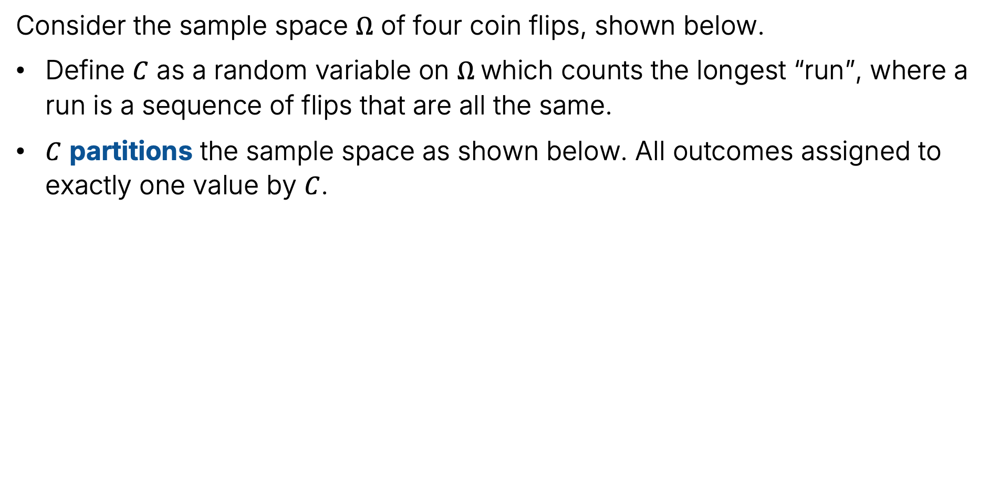 Consider the sample space Ω of four coin flips, shown below.
• Define C as a random variable on Ω which counts the longest “run”, where a
run is a sequence of flips that are all the same.
• C partitions the sample space as shown below. All outcomes assigned to
exactly one value by C.